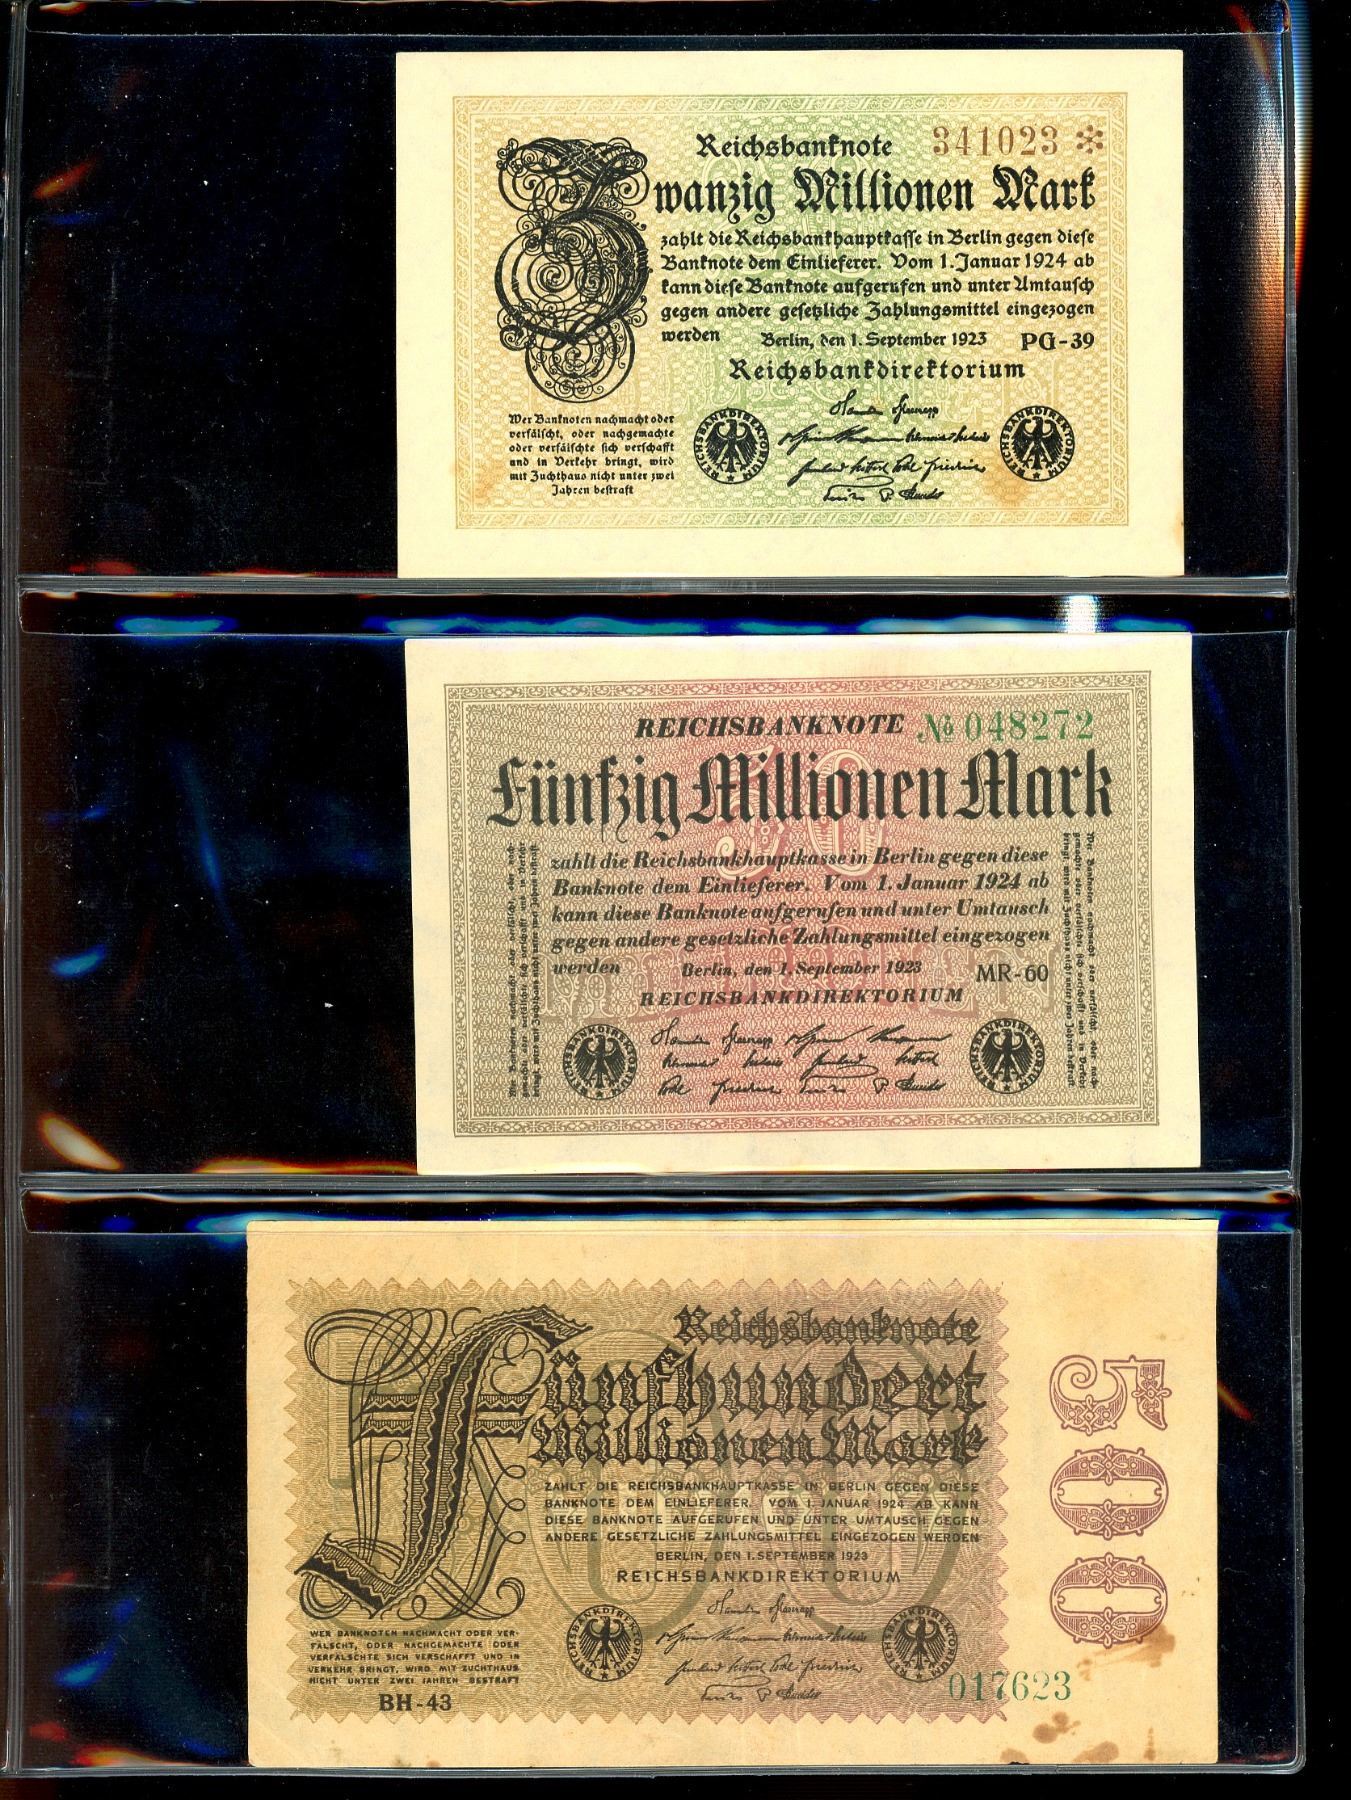 Reichsbanknote 341023 *
Zwanzig Millionen Mark
zahlt die Reichsbankhauptkasse in Berlin gegen diese
Banknote dem Einlieferer. Vom 1. Januar 1924 ab
kann diese Banknote aufgerufen und unter Umtausch
gegen andere gesetzliche Zahlungsmittel eingezogen
werden Berlin, den 1. September 1923 PG-39
Reichsbankdirektorium
Wer Banknoten nachmacht oder
verfälscht, oder nachgemachte
oder verfälschte sich verschafft
und in Verkehr bringt, wird
mit Zuchthaus nicht unter zwei
Jahren bestraft
REICHSBANKDIREKTORIUM
REICHSBANKDIREKTORIUM
REICHSBANKNOTE № 048272
50
Fünfzig Millionen Mark
zahlt die Reichsbankhauptkasse in Berlin gegen diese
Banknote dem Einlieferer. Vom 1. Januar 1924 ab
kann diese Banknote aufgerufen und unter Umtausch
gegen andere gesetzliche Zahlungsmittel eingezogen
werden Berlin, den 1. September 1923 MR-60
REICHSBANKDIREKTORIUM
REICHSBANKDIREKTORIUM
REICHSBANKDIREKTORIUM
Reichsbanknote
Fünfhundert
Millionen Mark
ZAHLT DIE REICHSBANKHAUPTKASSE IN BERLIN GEGEN DIESE
BANKNOTE DEM EINLIEFERER. VOM 1. JANUAR 1924 AB KANN
DIESE BANKNOTE AUFGERUFEN UND UNTER UMTAUSCH GEGEN
ANDERE GESETZLICHE ZAHLUNGSMITTEL EINGEZOGEN WERDEN
BERLIN, DEN 1. SEPTEMBER 1923
REICHSBANKDIREKTORIUM
WER BANKNOTEN NACHMACHT ODER VER-
FÄLSCHT, ODER NACHGEMACHTE ODER
VERFÄLSCHTE SICH VERSCHAFFT UND IN
VERKEHR BRINGT, WIRD MIT ZUCHTHAUS
NICHT UNTER ZWEI JAHREN BESTRAFT
BH-43
REICHSBANKDIREKTORIUM
REICHSBANKDIREKTORIUM
017623
500